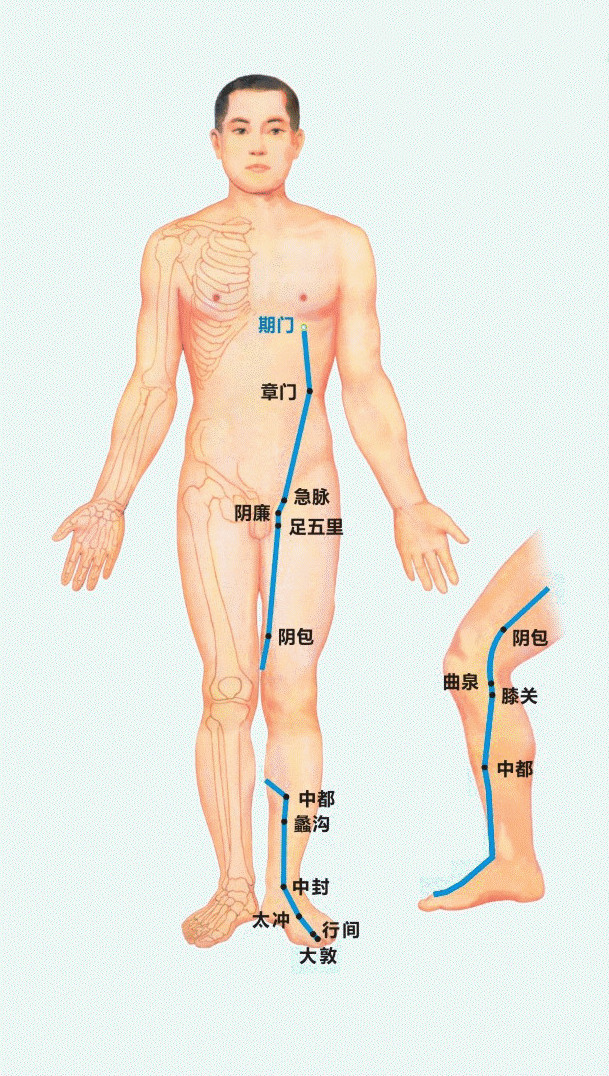 期门
章门
急脉
阴廉
足五里
阴包
中都
蠡沟
中封
太冲
行间
大敦
阴包
曲泉
膝关
中都